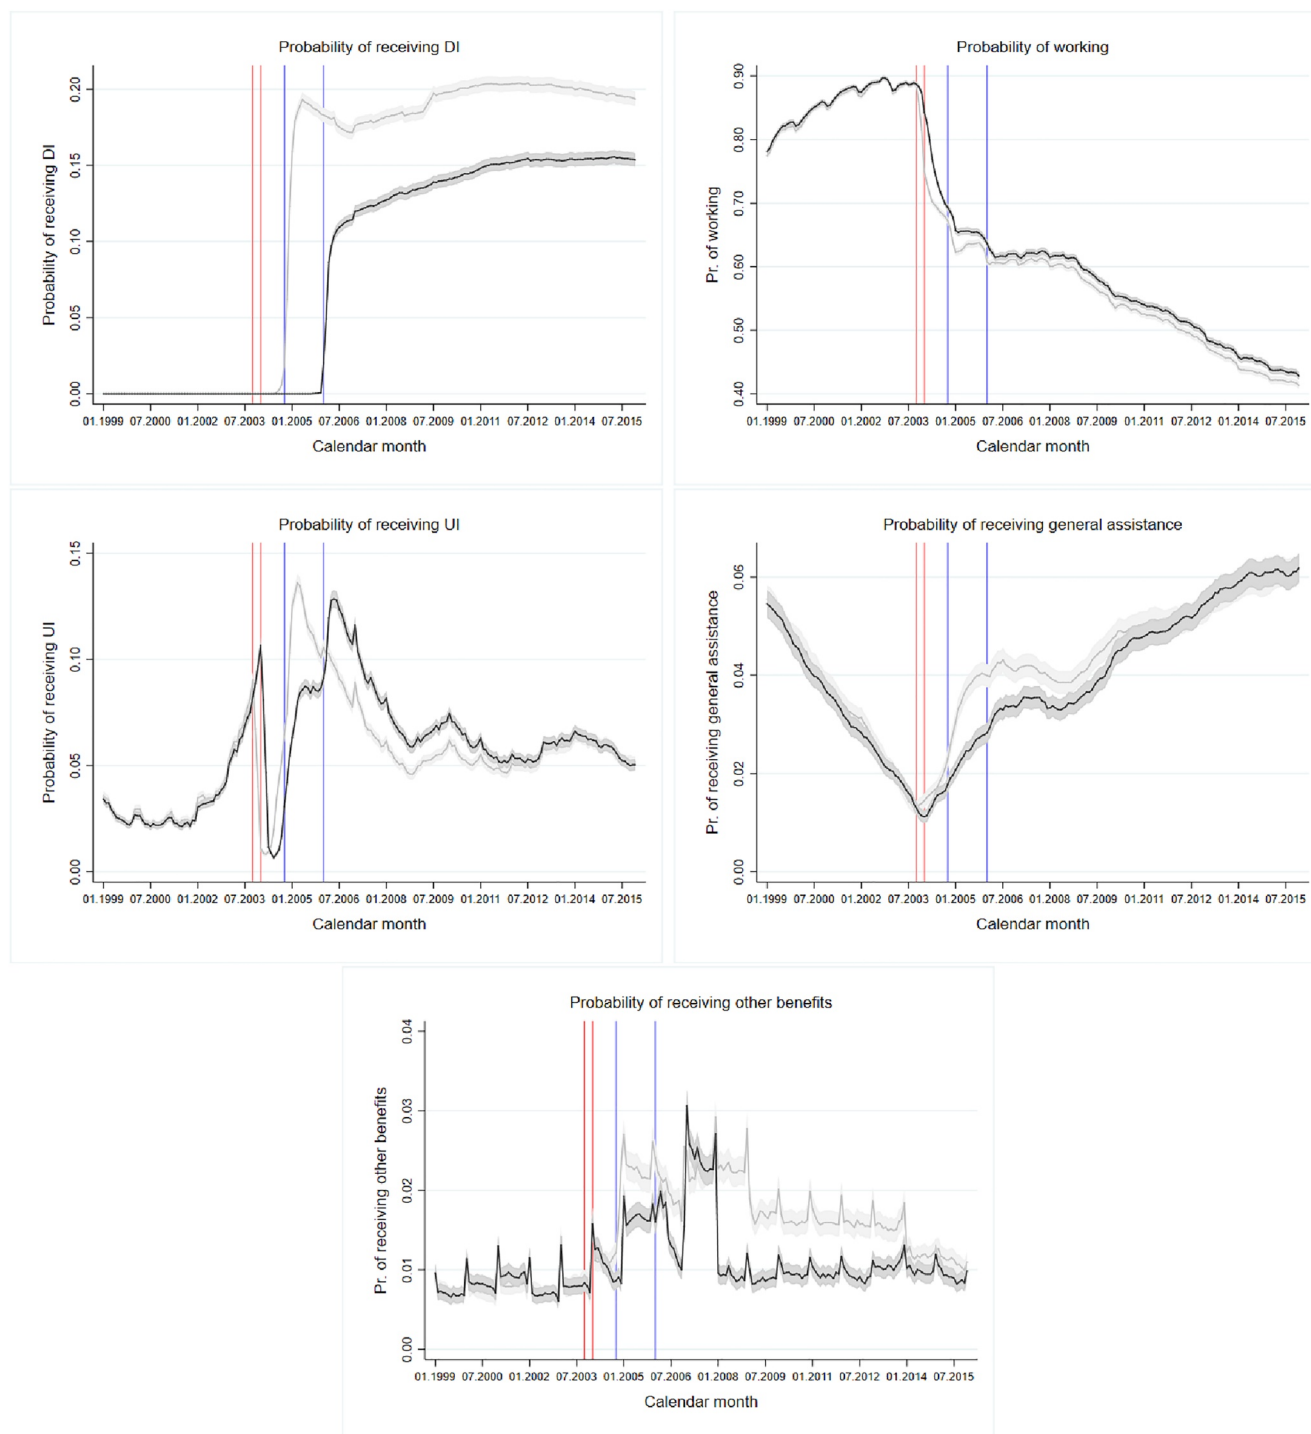 Probability of receiving DI
Probability of receiving DI
0.20
0.15
0.10
0.05
0.00
01.1999 07.2000 01.2002 07.2003 01.2005 07.2006 01.2008 07.2009 01.2011 07.2012 01.2014 07.2015
Calendar month
Probability of working
Pr. of working
0.90
0.80
0.70
0.60
0.50
0.40
01.1999 07.2000 01.2002 07.2003 01.2005 07.2006 01.2008 07.2009 01.2011 07.2012 01.2014 07.2015
Calendar month
Probability of receiving UI
Probability of receiving UI
0.15
0.10
0.05
0.00
01.1999 07.2000 01.2002 07.2003 01.2005 07.2006 01.2008 07.2009 01.2011 07.2012 01.2014 07.2015
Calendar month
Probability of receiving general assistance
Pr. of receiving general assistance
0.06
0.04
0.02
0.00
01.1999 07.2000 01.2002 07.2003 01.2005 07.2006 01.2008 07.2009 01.2011 07.2012 01.2014 07.2015
Calendar month
Probability of receiving other benefits
Pr. of receiving other benefits
0.04
0.03
0.02
0.01
0.00
01.1999 07.2000 01.2002 07.2003 01.2005 07.2006 01.2008 07.2009 01.2011 07.2012 01.2014 07.2015
Calendar month